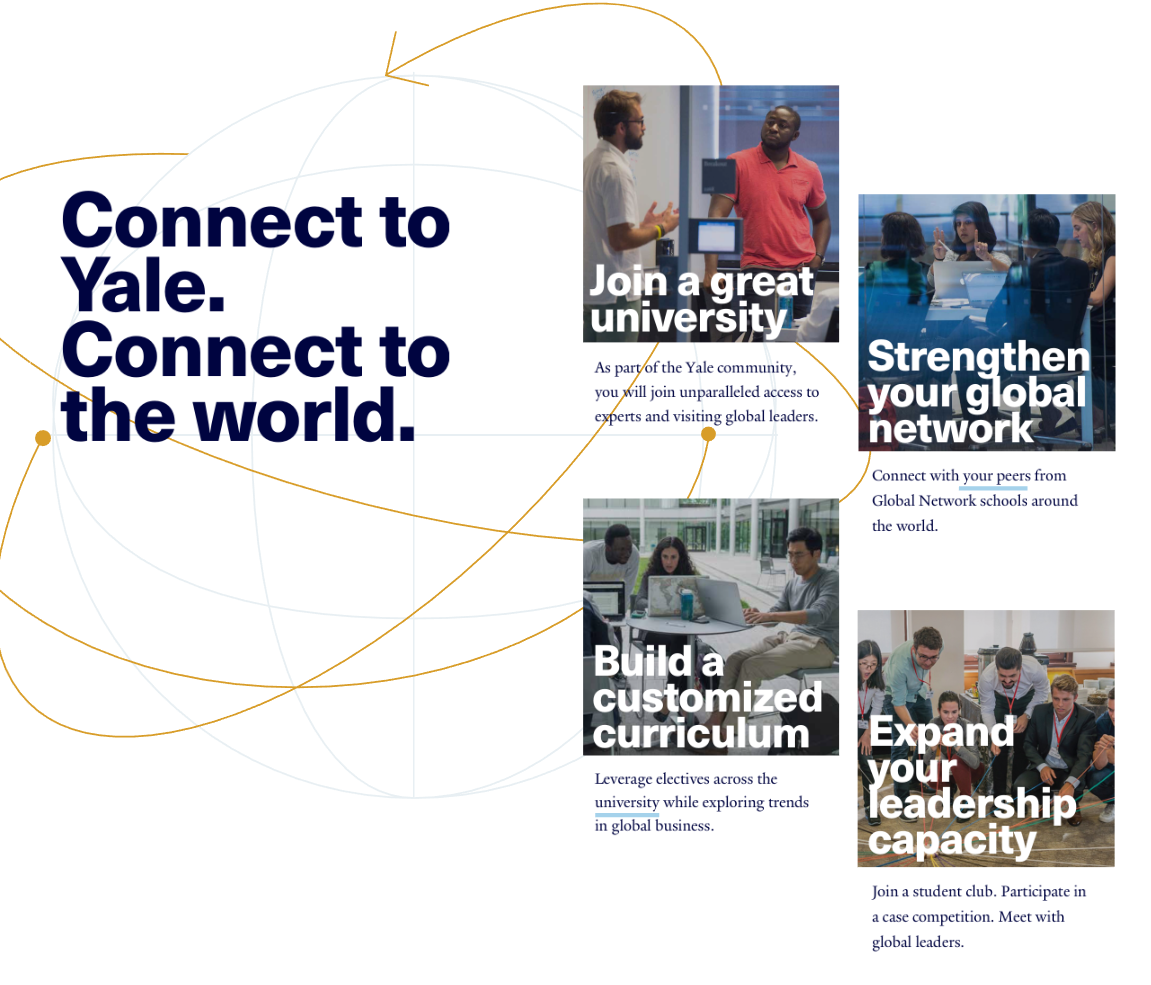 Connect to
Yale.
Connect to
the world.
Join a great
university
As part of the Yale community,
you will join unparalleled access to
experts and visiting global leaders.
Strengthen
your global
network
Connect with your peers from
Global Network schools around
the world.
Build a
customized
curriculum
Leverage electives across the
university while exploring trends
in global business.
Expand
your
leadership
capacity
Join a student club. Participate in
a case competition. Meet with
global leaders.